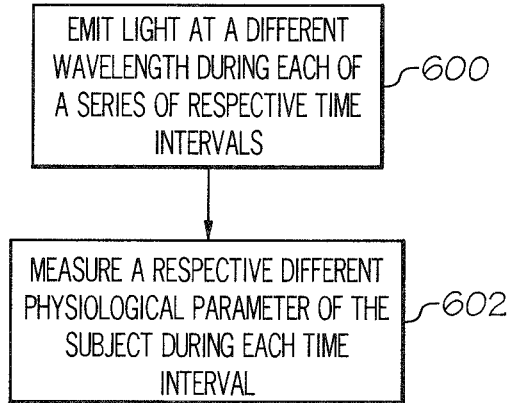 EMIT LIGHT AT A DIFFERENT
WAVELENGTH DURING EACH OF
A SERIES OF RESPECTIVE TIME
INTERVALS
600
MEASURE A RESPECTIVE DIFFERENT
PHYSIOLOGICAL PARAMETER OF THE
SUBJECT DURING EACH TIME
INTERVAL
602